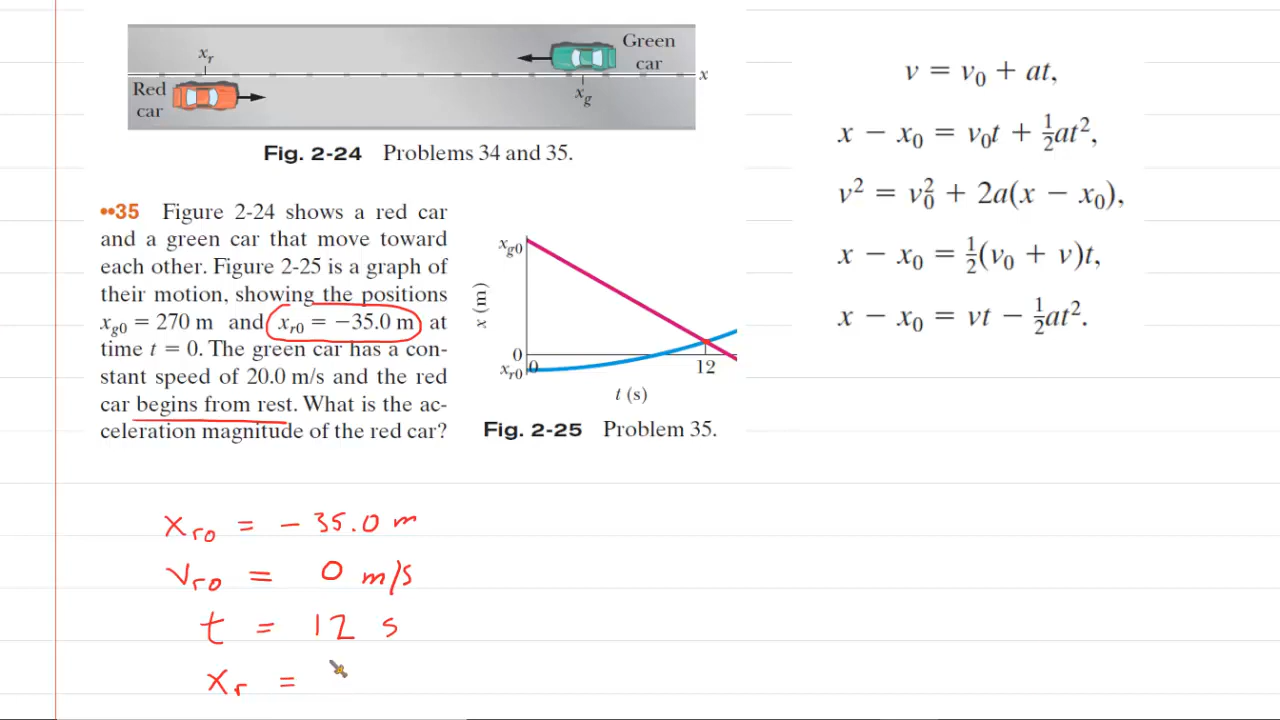 Green
car
x_r
x
Red
car
x_g
Fig. 2-24 Problems 34 and 35.
••35 Figure 2-24 shows a red car
and a green car that move toward
each other. Figure 2-25 is a graph of
their motion, showing the positions
x_g0 = 270 m and x_r0 = −35.0 m at
time t = 0. The green car has a con-
stant speed of 20.0 m/s and the red
car begins from rest. What is the ac-
celeration magnitude of the red car?
x_g0
x (m)
0
x_r0
0
12
t (s)
Fig. 2-25 Problem 35.
v = v_0 + at,
x − x_0 = v_0t + ½at²,
v² = v_0² + 2a(x − x_0),
x − x_0 = ½(v_0 + v)t,
x − x_0 = vt − ½at².
x_r0 = − 35.0 m
v_r0 = 0 m/s
t = 12 s
x_r =